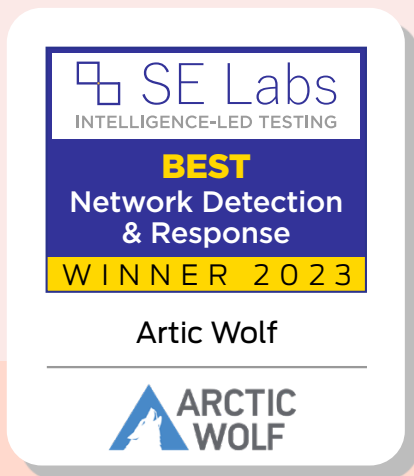 SE Labs
INTELLIGENCE-LED TESTING
BEST
Network Detection
& Response
WINNER 2023
Artic Wolf
ARCTIC
WOLF